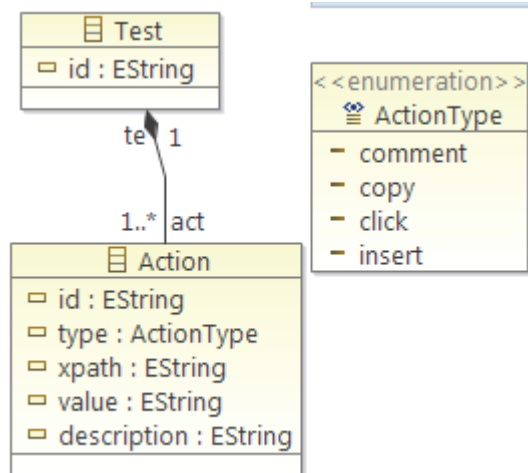 Test
id : EString
te 1
1..* act
Action
id : EString
type : ActionType
xpath : EString
value : EString
description : EString
<<enumeration>>
ActionType
comment
copy
click
insert